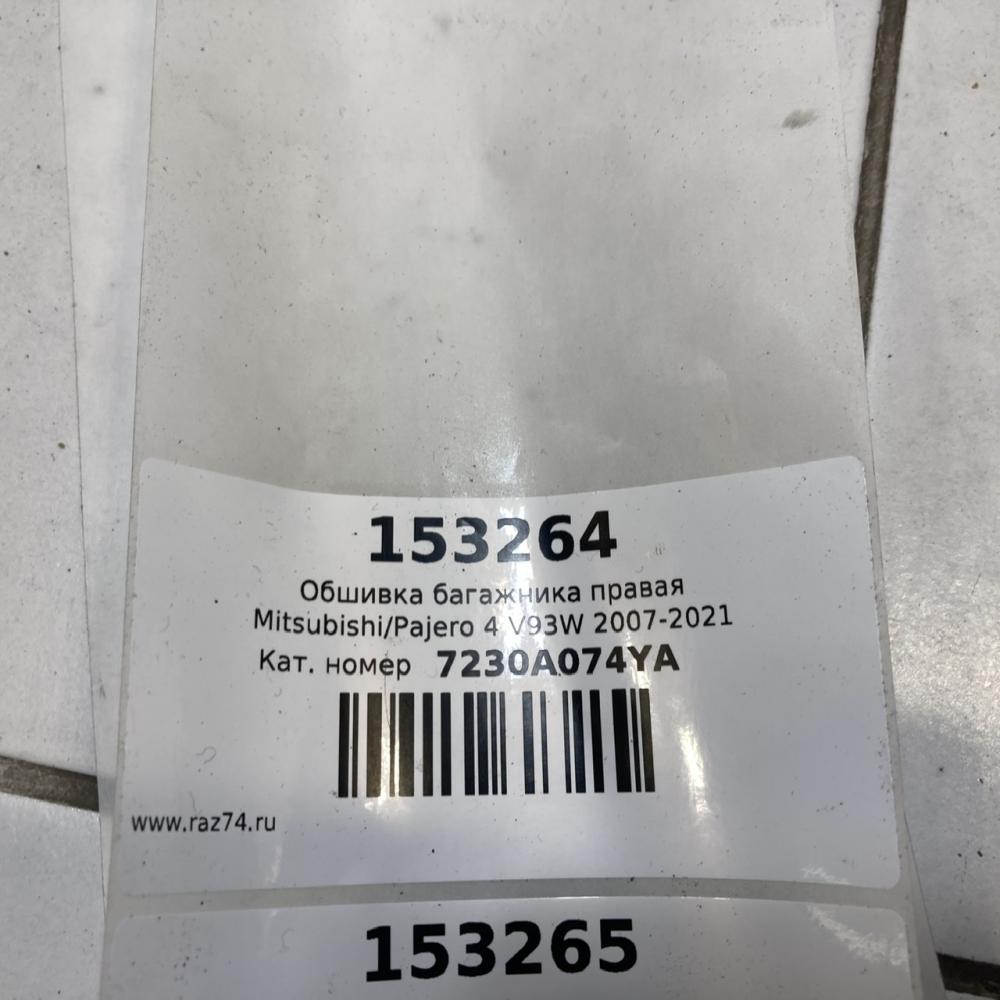 153264
Обшивка багажника правая
Mitsubishi/Pajero 4 V93W 2007-2021
Кат. номер 7230A074YA
www.raz74.ru
153265